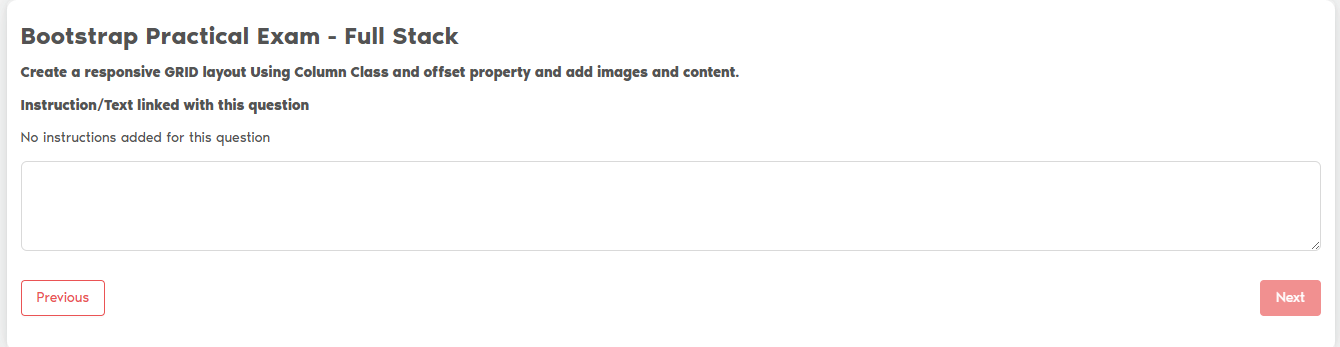 Bootstrap Practical Exam - Full Stack
Create a responsive GRID layout Using Column Class and offset property and add images and content.
Instruction/Text linked with this question
No instructions added for this question
Previous
Next